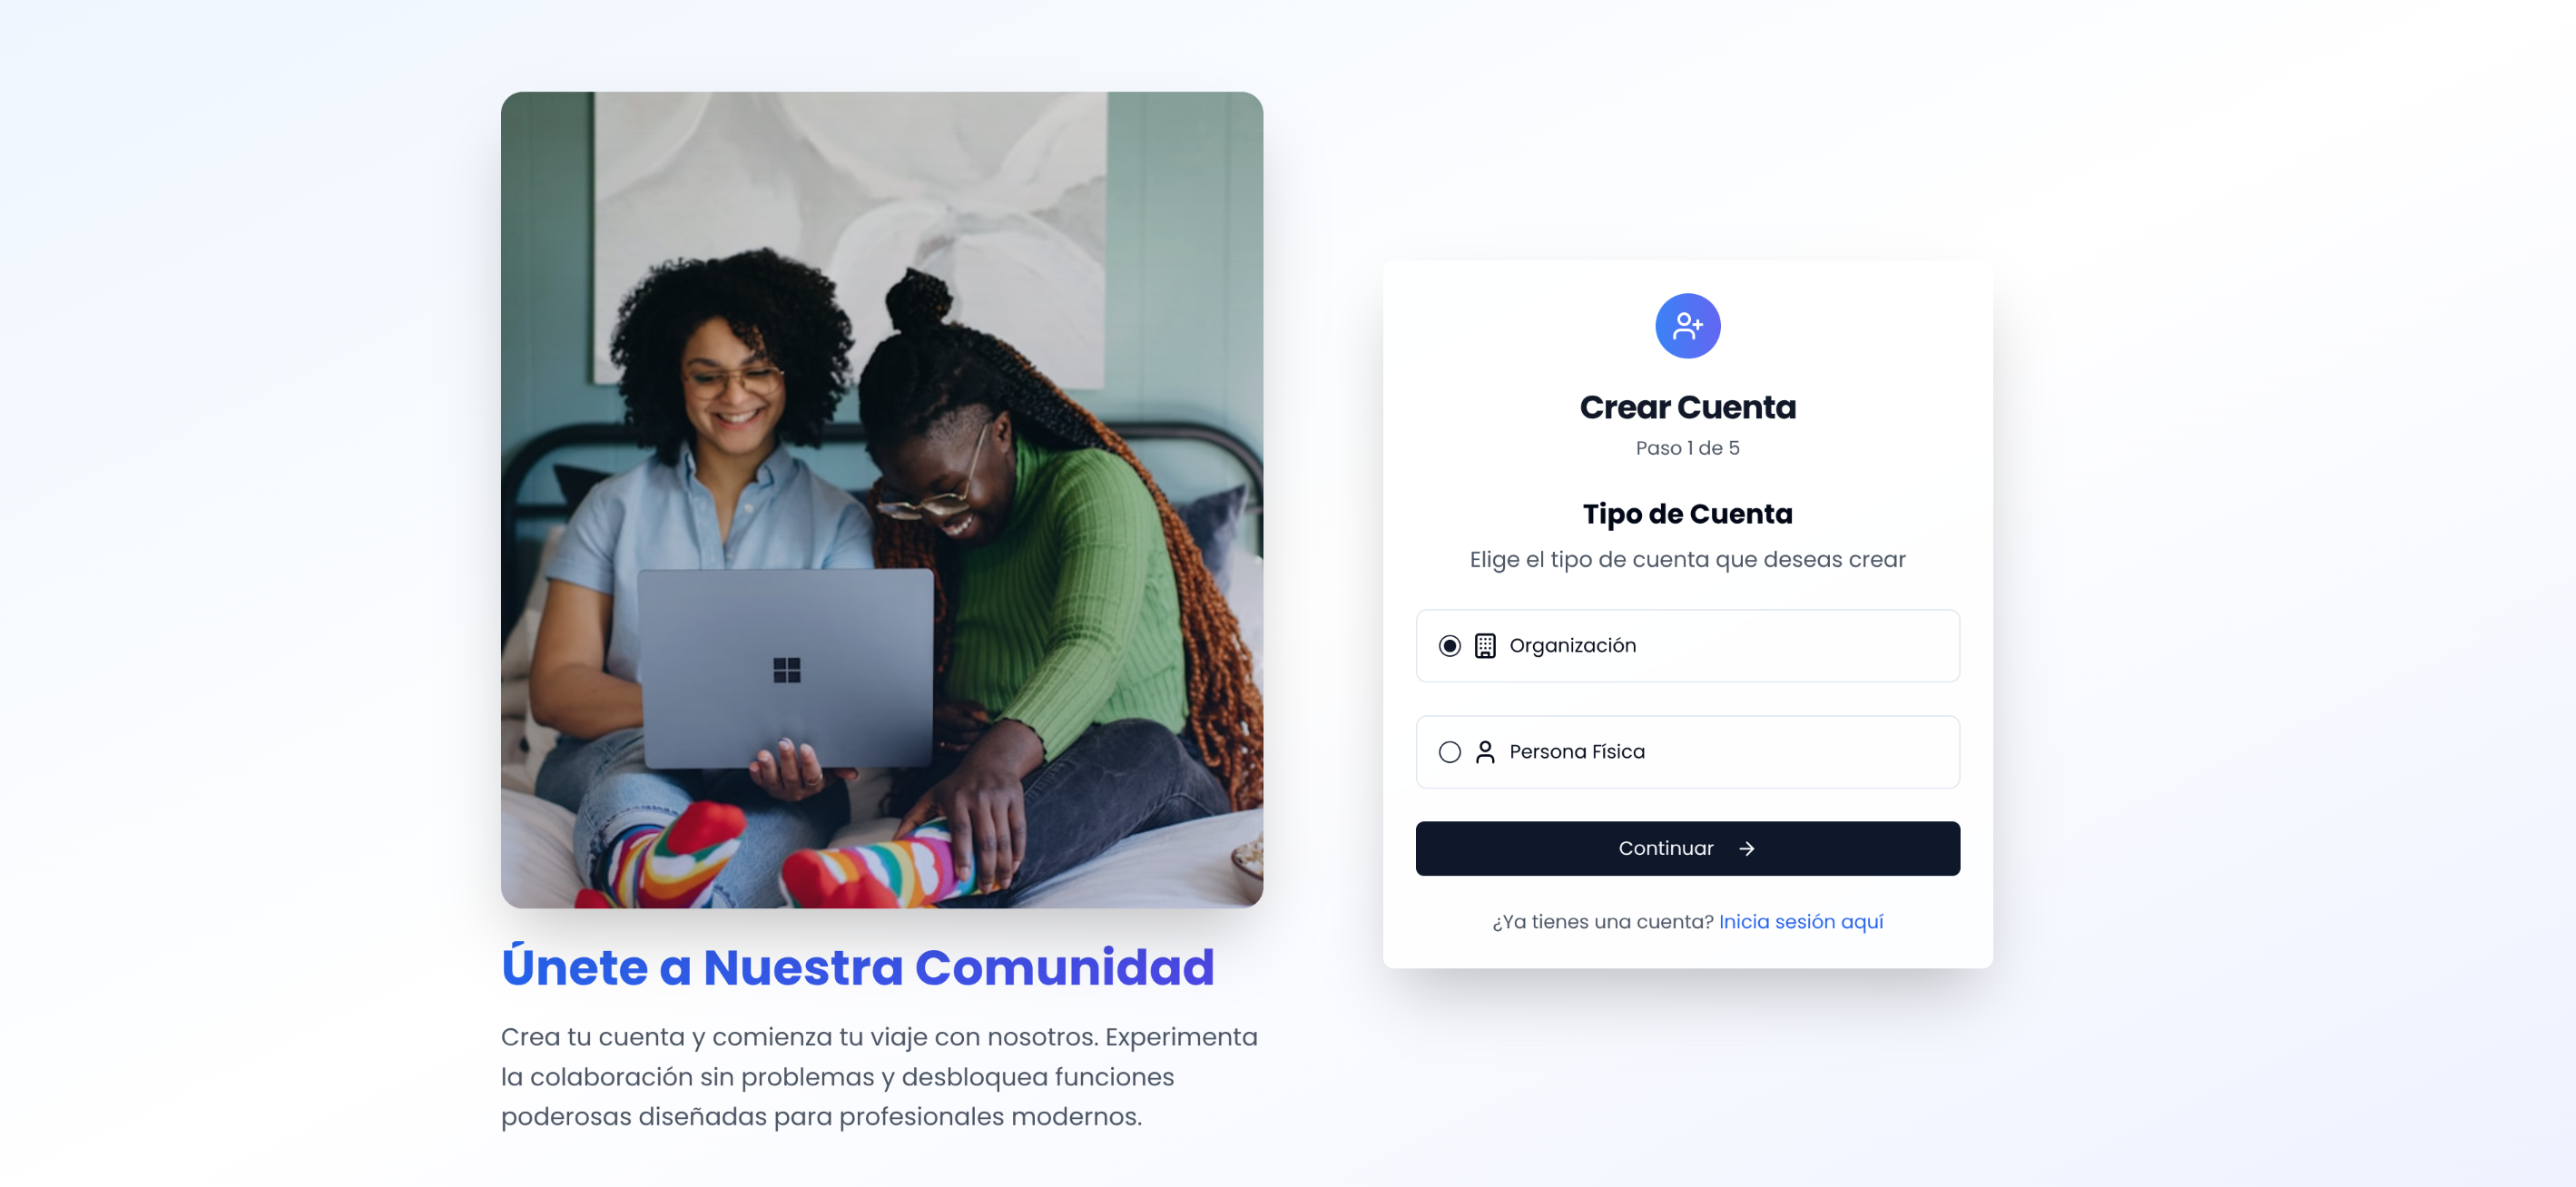 Únete a Nuestra Comunidad
Crea tu cuenta y comienza tu viaje con nosotros. Experimenta
la colaboración sin problemas y desbloquea funciones
poderosas diseñadas para profesionales modernos.
Crear Cuenta
Paso 1 de 5
Tipo de Cuenta
Elige el tipo de cuenta que deseas crear
Organización
Persona Física
Continuar
¿Ya tienes una cuenta? Inicia sesión aquí